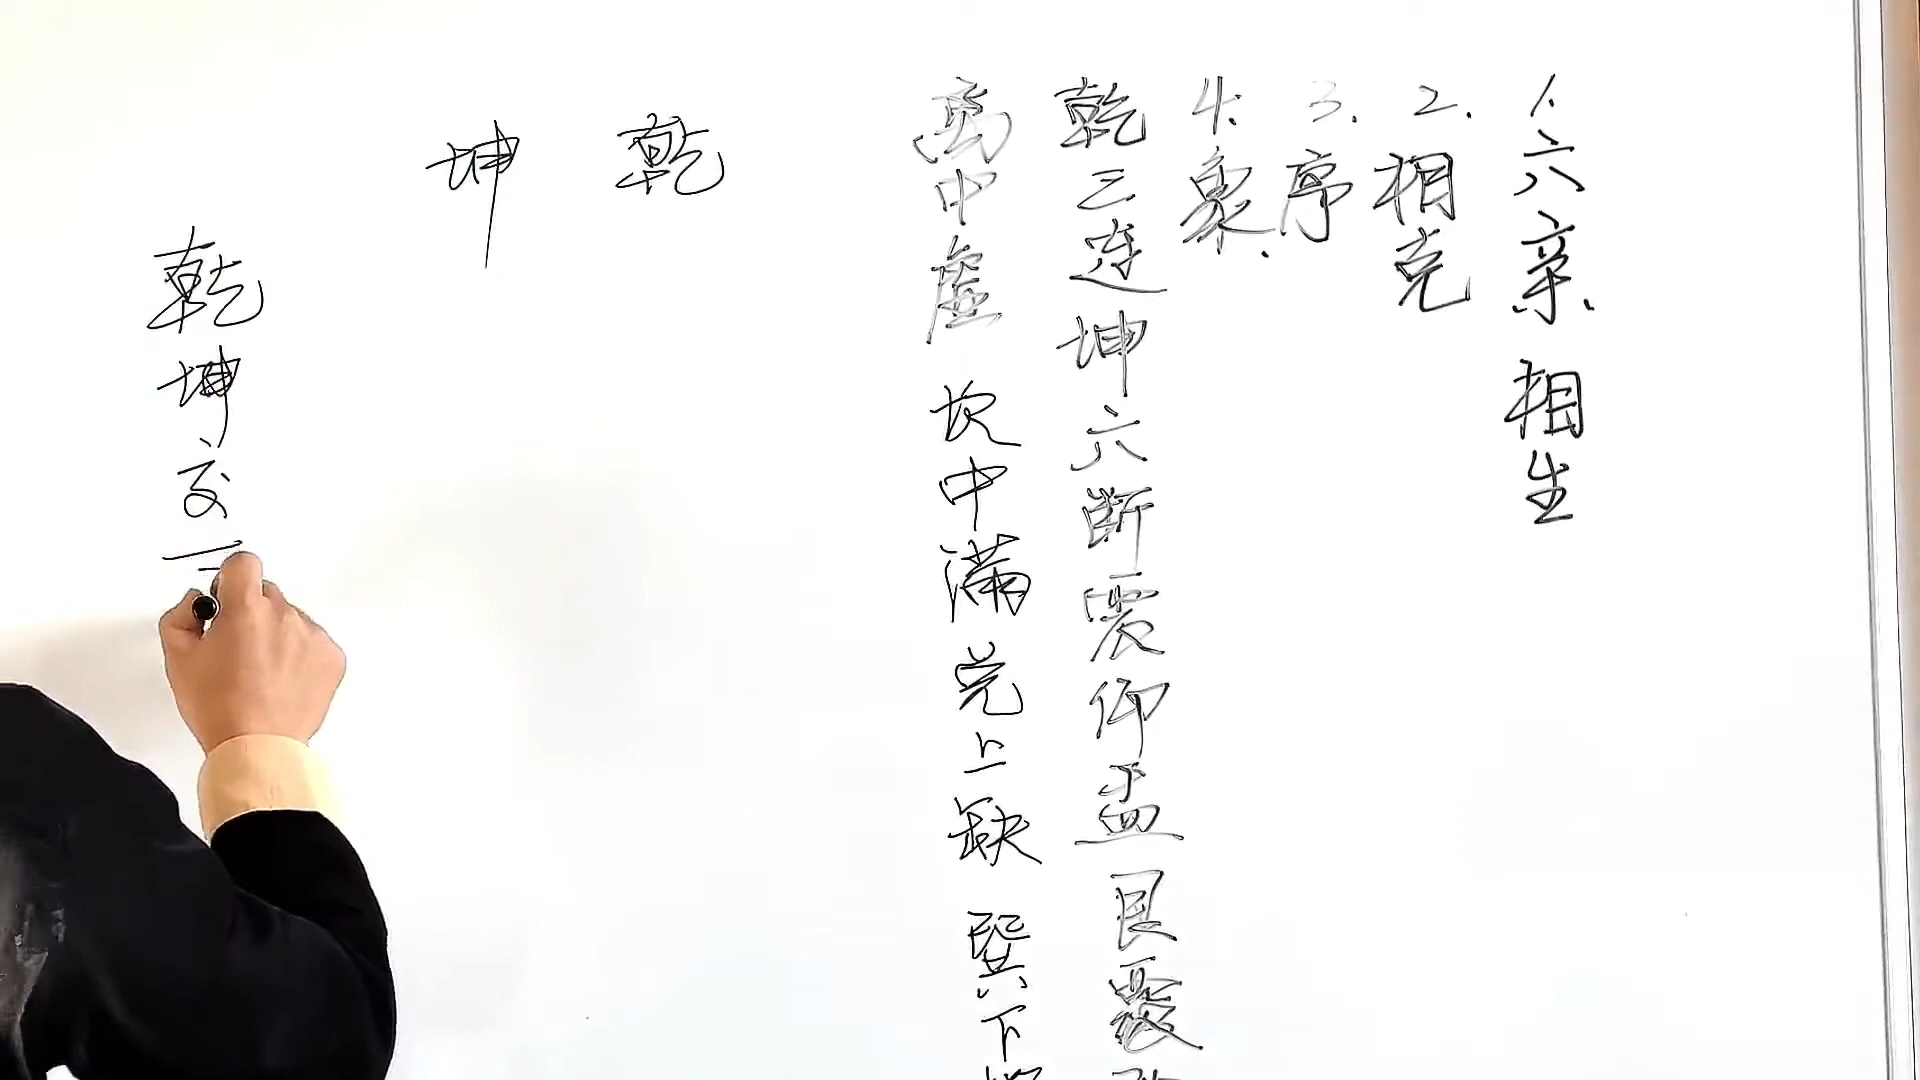 1.六亲.相生
2.相克
3.序
4.象.
乾三连坤六断震仰盂艮覆
离中虚 坎中满 兑上缺 巽下
乾
坤
乾坤交